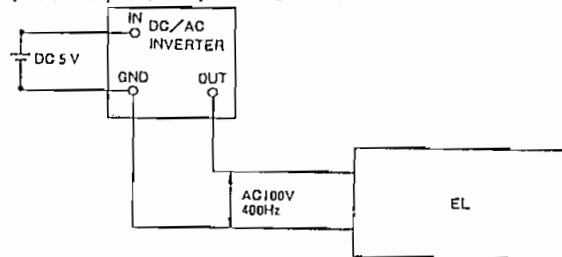 IN
DC/AC
INVERTER
DC 5 V
GND
OUT
AC100V
400Hz
EL